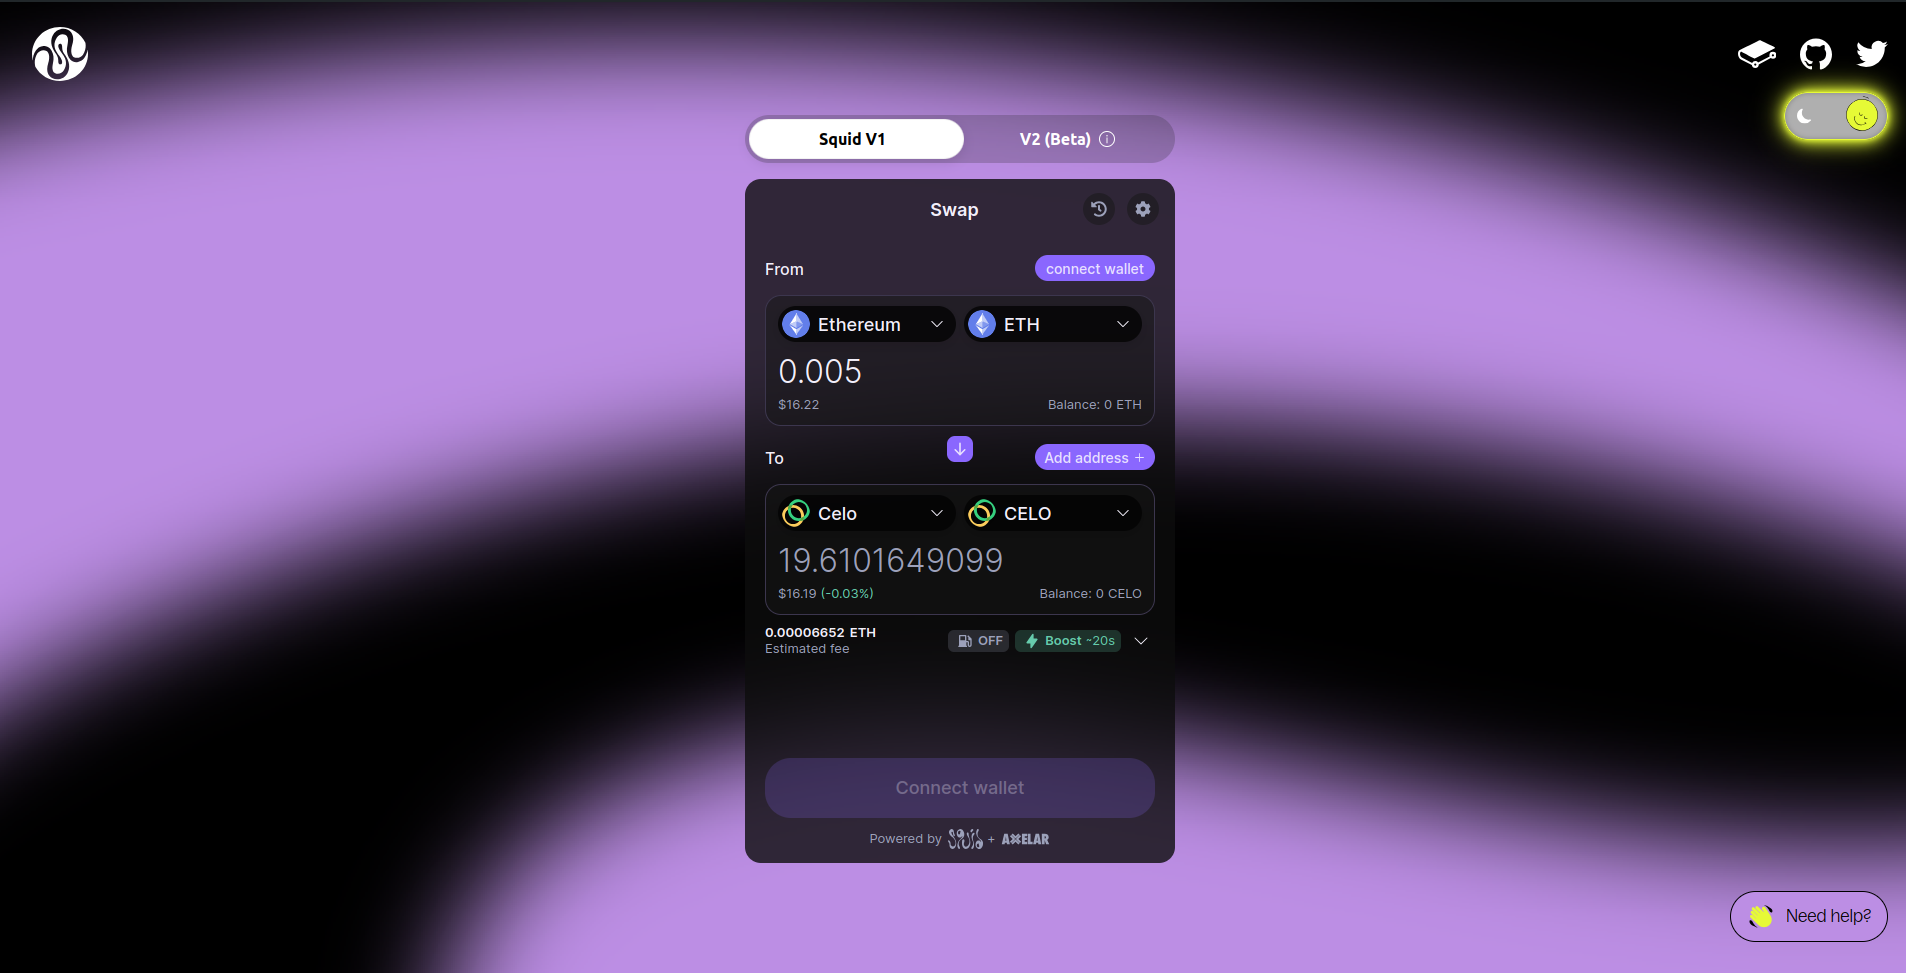 Squid V1
V2 (Beta)
Swap
From
connect wallet
Ethereum
ETH
0.005
$16.22
Balance: 0 ETH
To
Add address +
Celo
CELO
19.6101649099
$16.19 (-0.03%)
Balance: 0 CELO
0.00006652 ETH
Estimated fee
OFF
Boost ~20s
Connect wallet
Powered by SQUID + AXELAR
Need help?